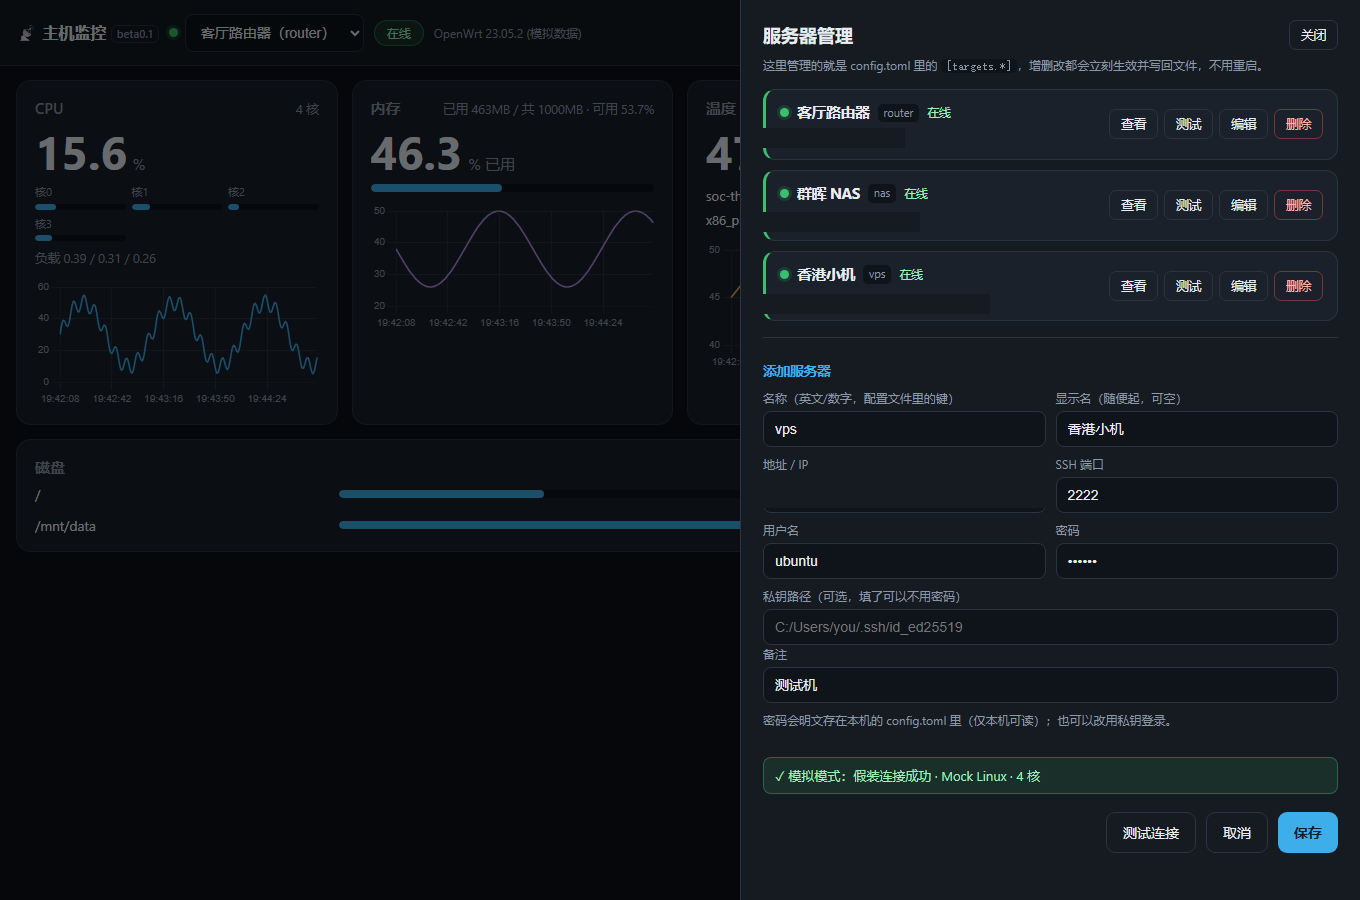 主机监控 beta0.1 客厅路由器（router） 在线 OpenWrt 23.05.2 (模拟数据)
CPU 4 核
15.6 %
核0 核1 核2
核3
负载 0.39 / 0.31 / 0.26
60
40
20
0
19:42:08 19:42:42 19:43:16 19:43:50 19:44:24
内存 已用 463MB / 共 1000MB · 可用 53.7%
46.3 % 已用
50
40
30
20
19:42:08 19:42:42 19:43:16 19:43:50 19:44:24
温度
47
soc-th
x86_p
50
45
40
19:42:
磁盘
/
/mnt/data
服务器管理 关闭
这里管理的就是 config.toml 里的 [targets.*] ，增删改都会立刻生效并写回文件，不用重启。
客厅路由器 router 在线 查看 测试 编辑 删除
群晖 NAS nas 在线 查看 测试 编辑 删除
香港小机 vps 在线 查看 测试 编辑 删除
添加服务器
名称（英文/数字，配置文件里的键） 显示名（随便起，可空）
vps 香港小机
地址 / IP SSH 端口
2222
用户名 密码
ubuntu ••••••
私钥路径（可选，填了可以不用密码）
C:/Users/you/.ssh/id_ed25519
备注
测试机
密码会明文存在本机的 config.toml 里（仅本机可读）；也可以改用私钥登录。
✓ 模拟模式：假装连接成功 · Mock Linux · 4 核
测试连接 取消 保存